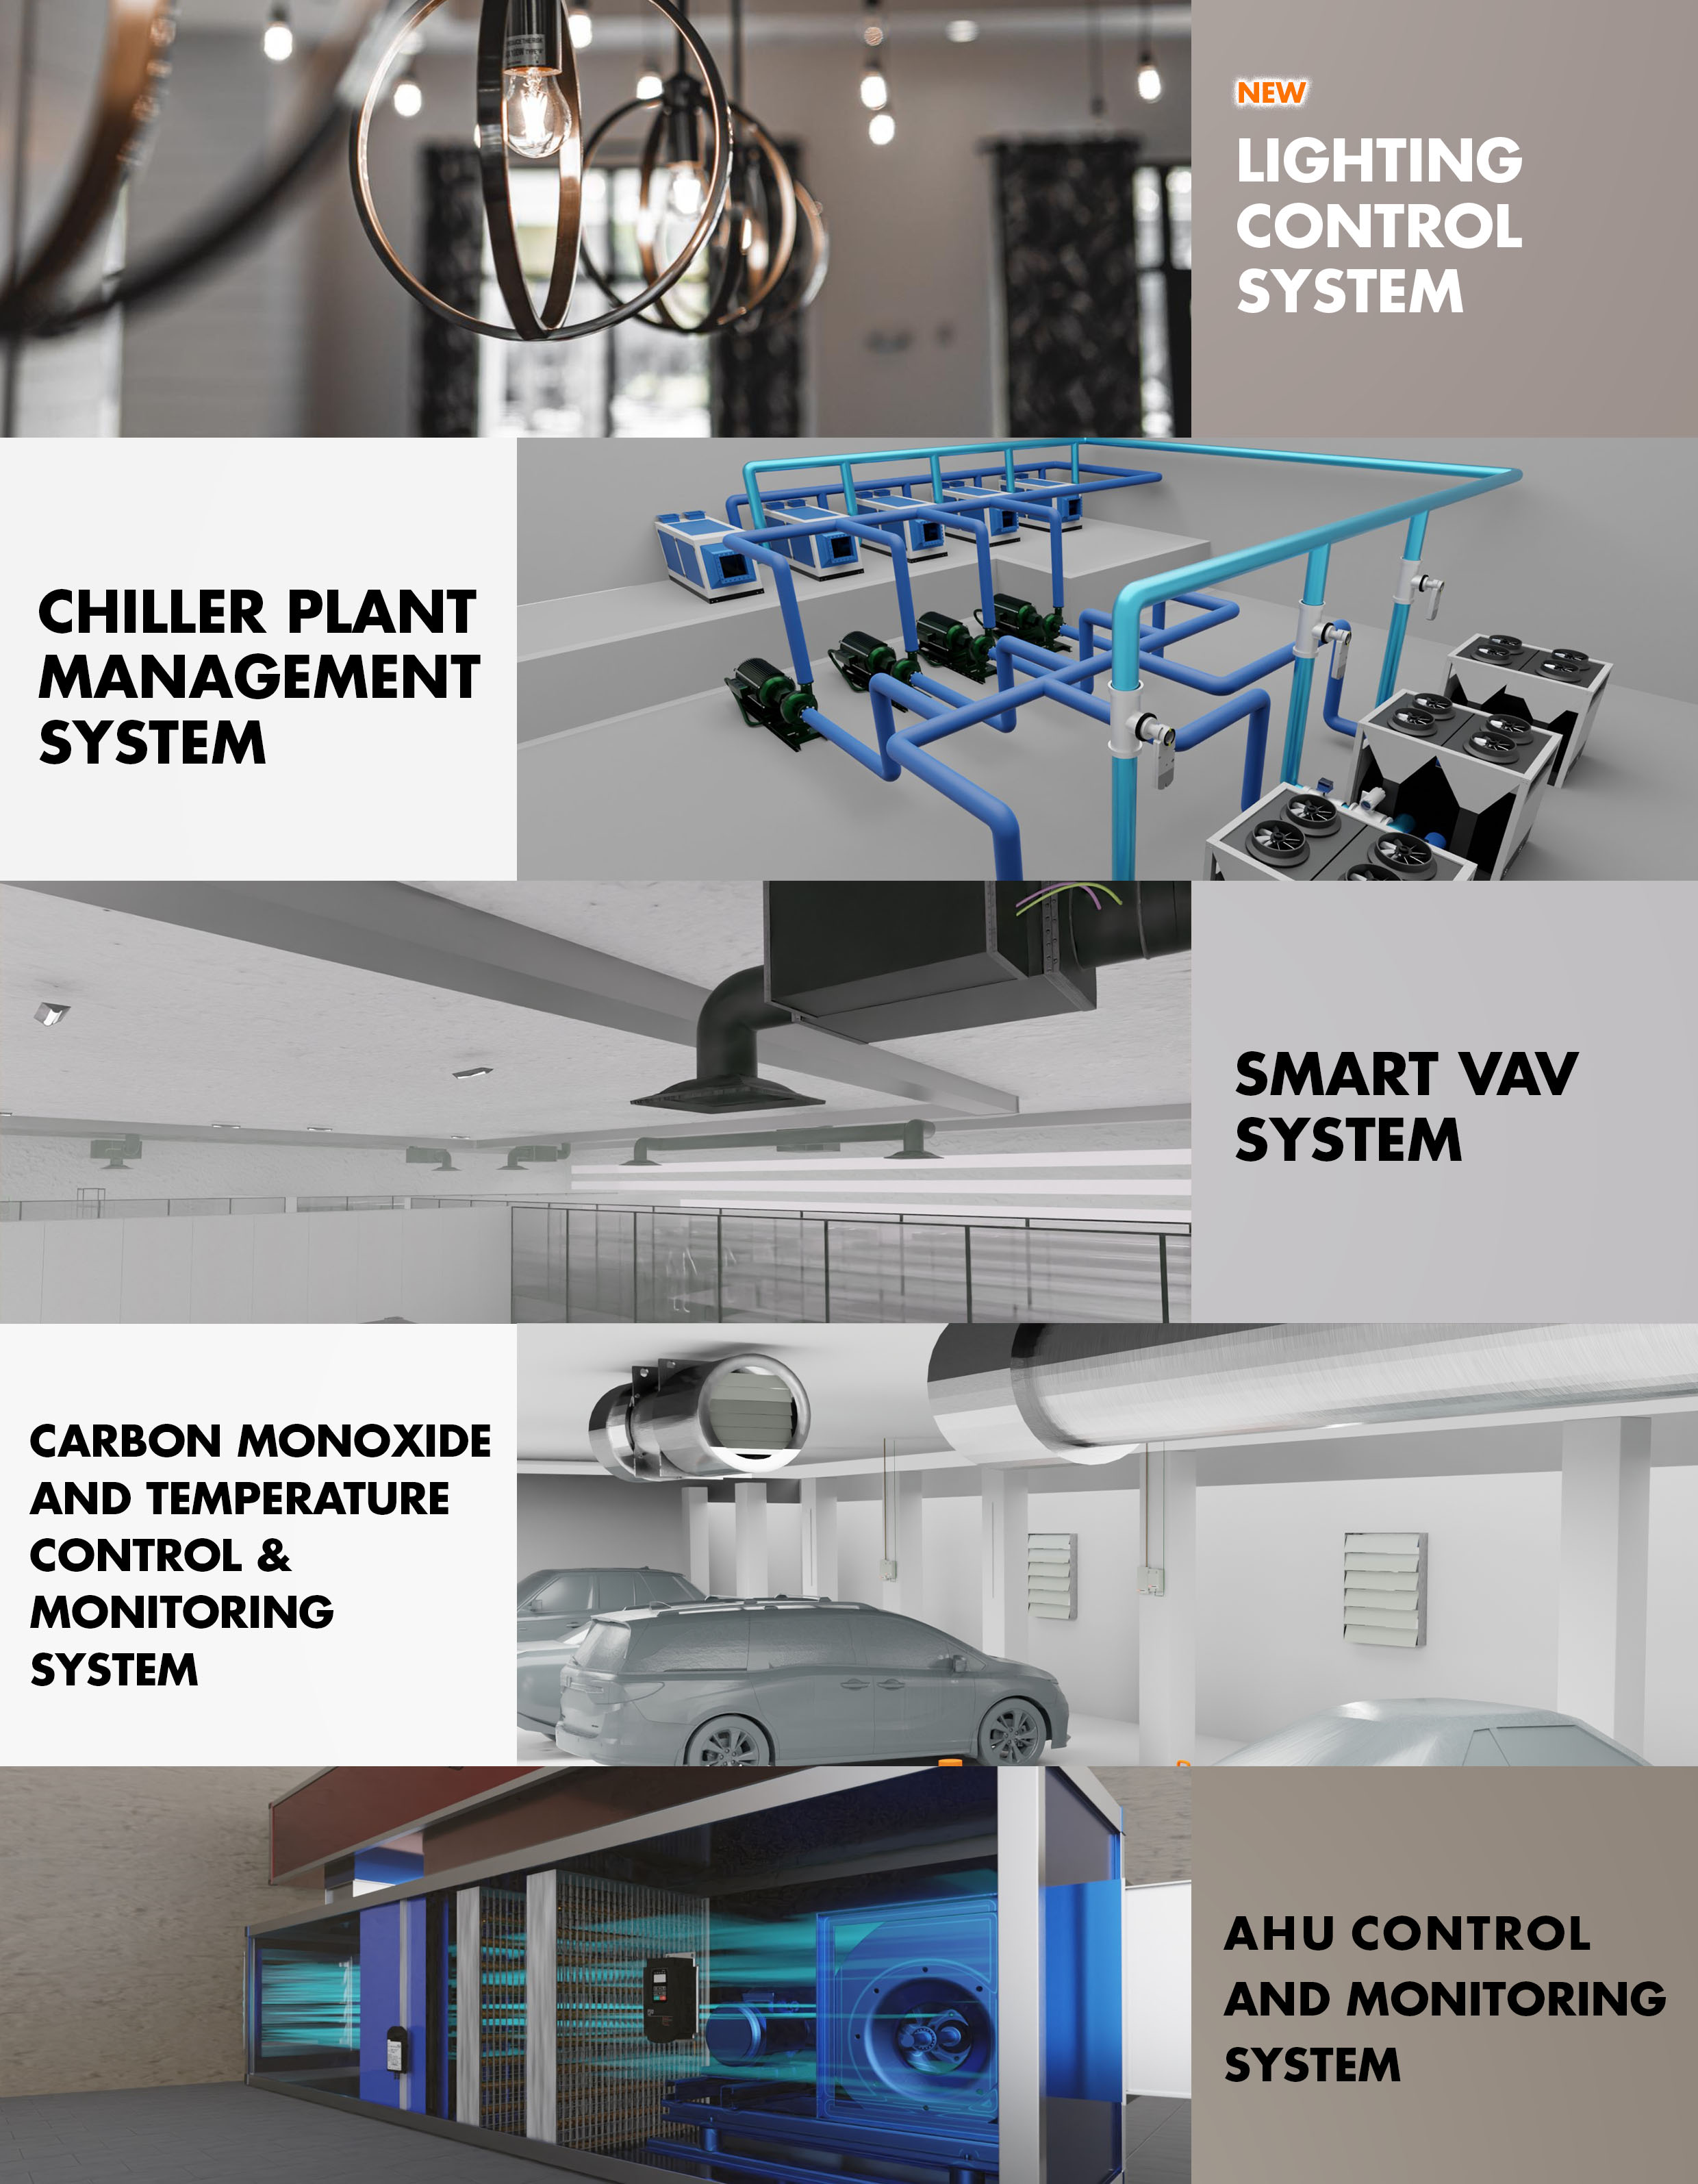 NEW
LIGHTING
CONTROL
SYSTEM
CHILLER PLANT
MANAGEMENT
SYSTEM
SMART VAV
SYSTEM
CARBON MONOXIDE
AND TEMPERATURE
CONTROL &
MONITORING
SYSTEM
AHU CONTROL
AND MONITORING
SYSTEM